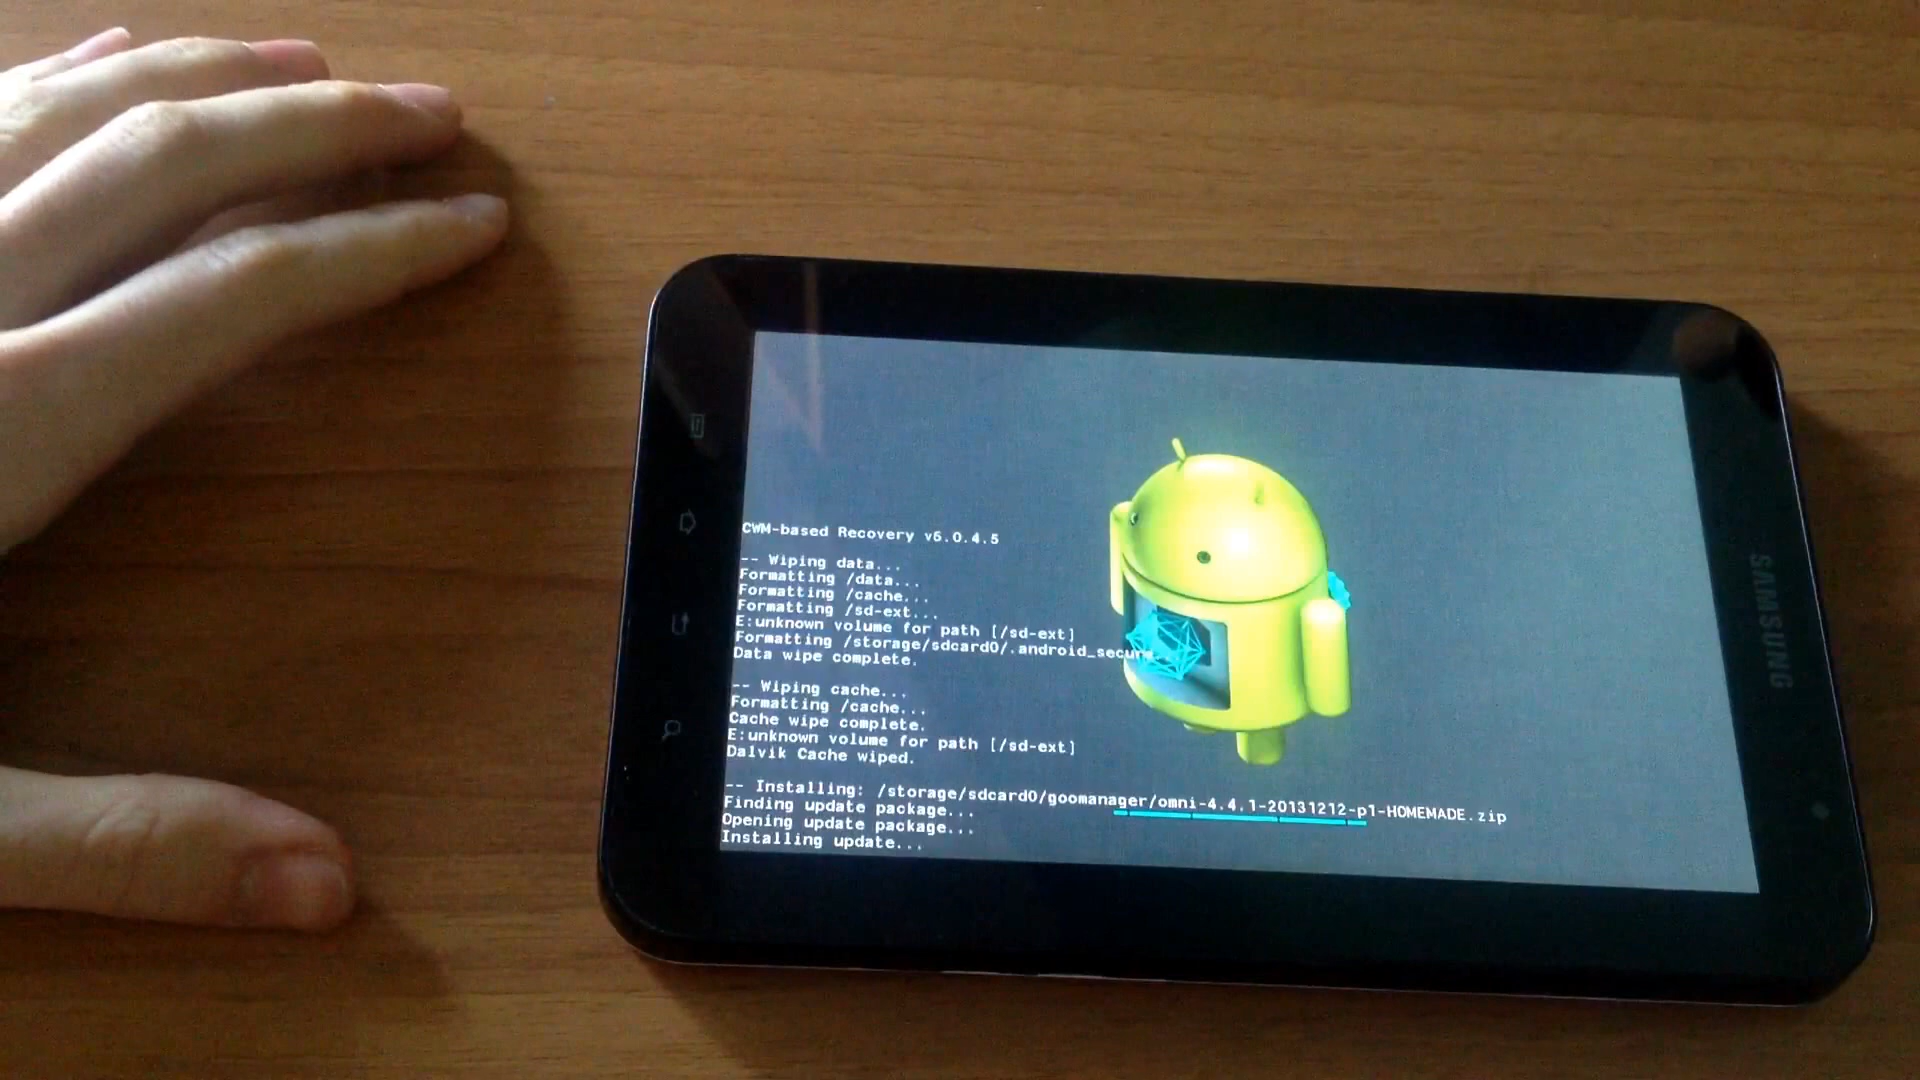 CWM-based Recovery v6.0.4.5
-- Wiping data...
Formatting /data...
Formatting /cache...
Formatting /sd-ext...
E:unknown volume for path [/sd-ext]
Formatting /storage/sdcard0/.android_secure...
Data wipe complete.
-- Wiping cache...
Formatting /cache...
Cache wipe complete.
E:unknown volume for path [/sd-ext]
Dalvik Cache wiped.
-- Installing: /storage/sdcard0/goomanager/omni-4.4.1-20131212-p1-HOMEMADE.zip
Finding update package...
Opening update package...
Installing update...
SAMSUNG